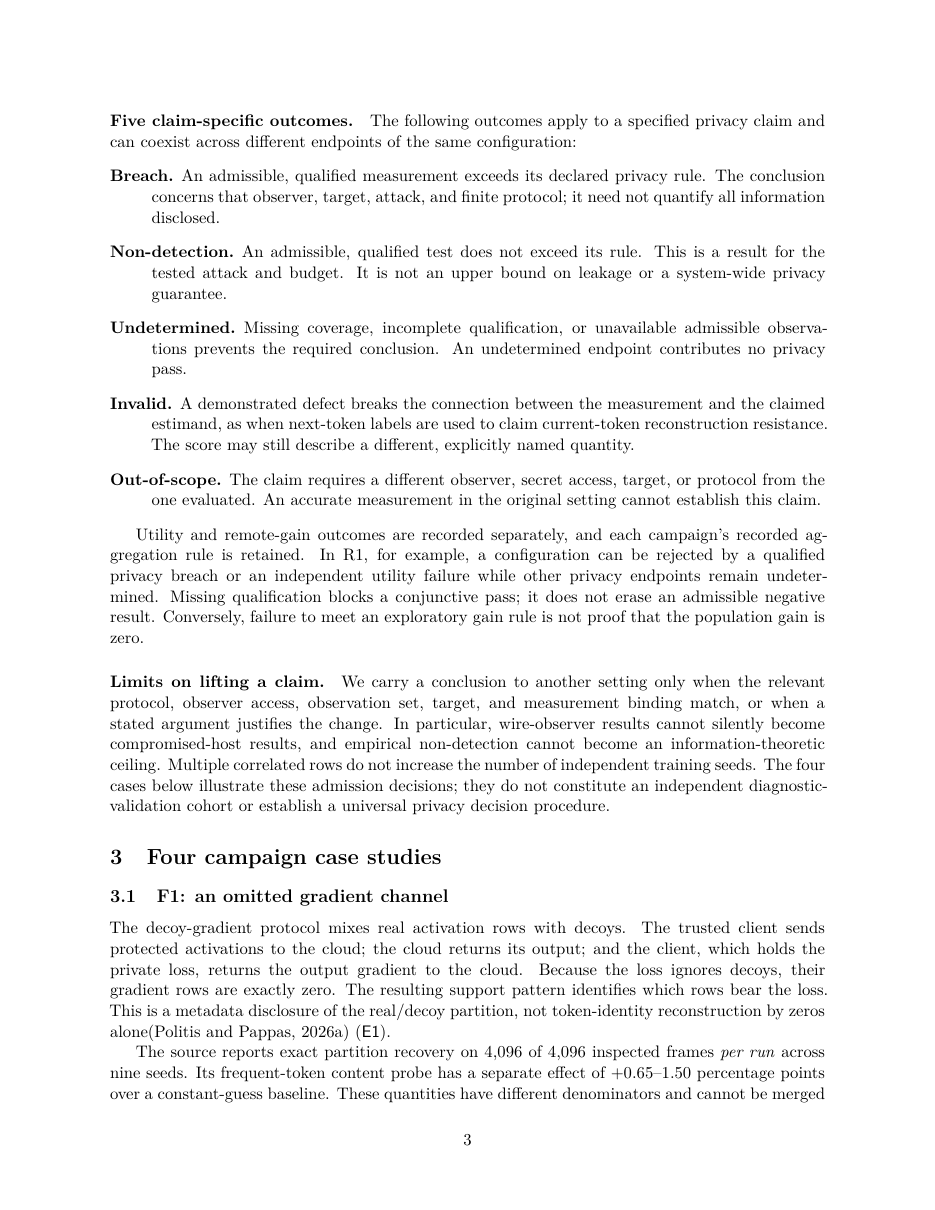 Five claim-specific outcomes. The following outcomes apply to a specified privacy claim and
can coexist across different endpoints of the same configuration:
Breach. An admissible, qualified measurement exceeds its declared privacy rule. The conclusion
concerns that observer, target, attack, and finite protocol; it need not quantify all information
disclosed.
Non-detection. An admissible, qualified test does not exceed its rule. This is a result for the
tested attack and budget. It is not an upper bound on leakage or a system-wide privacy
guarantee.
Undetermined. Missing coverage, incomplete qualification, or unavailable admissible observa-
tions prevents the required conclusion. An undetermined endpoint contributes no privacy
pass.
Invalid. A demonstrated defect breaks the connection between the measurement and the claimed
estimand, as when next-token labels are used to claim current-token reconstruction resistance.
The score may still describe a different, explicitly named quantity.
Out-of-scope. The claim requires a different observer, secret access, target, or protocol from the
one evaluated. An accurate measurement in the original setting cannot establish this claim.
Utility and remote-gain outcomes are recorded separately, and each campaign's recorded ag-
gregation rule is retained. In R1, for example, a configuration can be rejected by a qualified
privacy breach or an independent utility failure while other privacy endpoints remain undeter-
mined. Missing qualification blocks a conjunctive pass; it does not erase an admissible negative
result. Conversely, failure to meet an exploratory gain rule is not proof that the population gain is
zero.
Limits on lifting a claim. We carry a conclusion to another setting only when the relevant
protocol, observer access, observation set, target, and measurement binding match, or when a
stated argument justifies the change. In particular, wire-observer results cannot silently become
compromised-host results, and empirical non-detection cannot become an information-theoretic
ceiling. Multiple correlated rows do not increase the number of independent training seeds. The four
cases below illustrate these admission decisions; they do not constitute an independent diagnostic-
validation cohort or establish a universal privacy decision procedure.
3 Four campaign case studies
3.1 F1: an omitted gradient channel
The decoy-gradient protocol mixes real activation rows with decoys. The trusted client sends
protected activations to the cloud; the cloud returns its output; and the client, which holds the
private loss, returns the output gradient to the cloud. Because the loss ignores decoys, their
gradient rows are exactly zero. The resulting support pattern identifies which rows bear the loss.
This is a metadata disclosure of the real/decoy partition, not token-identity reconstruction by zeros
alone(Politis and Pappas, 2026a) (E1).
The source reports exact partition recovery on 4,096 of 4,096 inspected frames per run across
nine seeds. Its frequent-token content probe has a separate effect of +0.65–1.50 percentage points
over a constant-guess baseline. These quantities have different denominators and cannot be merged
3